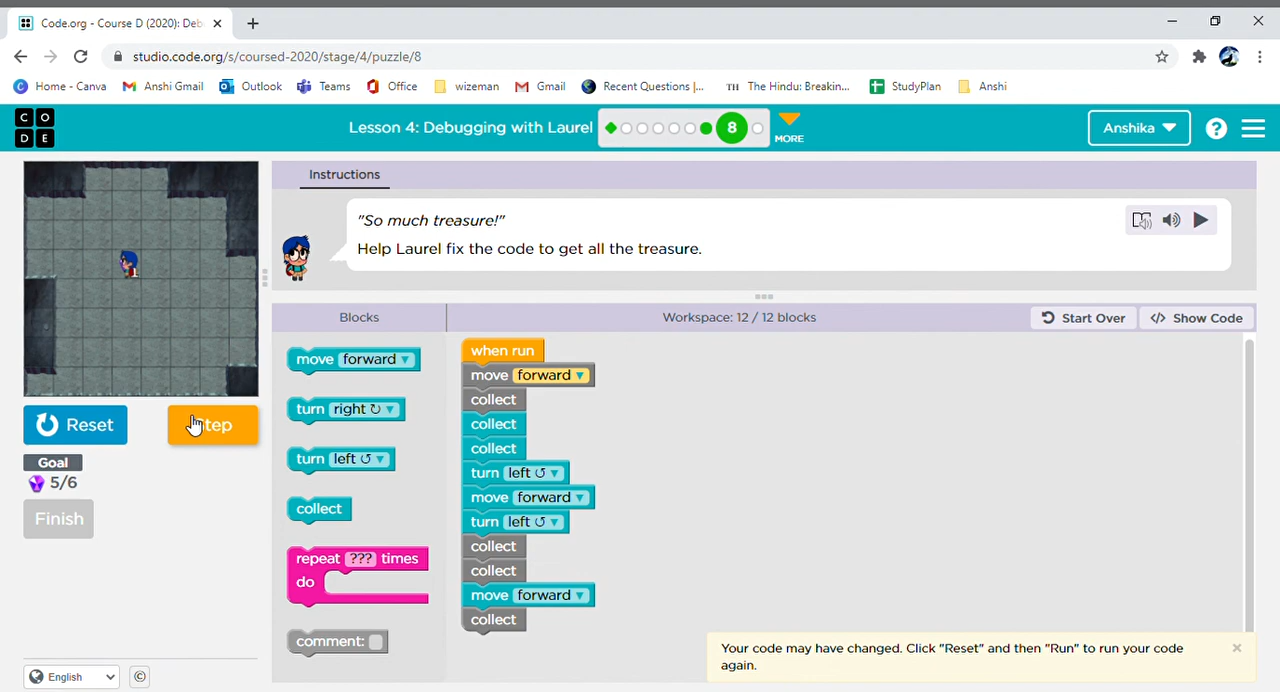 Code.org - Course D (2020): Deb
studio.code.org/s/coursed-2020/stage/4/puzzle/8
Home - Canva Anshi Gmail Outlook Teams Office wizeman Gmail Recent Questions |... TH The Hindu: Breakin... StudyPlan Anshi
C O D E
Lesson 4: Debugging with Laurel 8 MORE Anshika ?
Instructions
"So much treasure!"
Help Laurel fix the code to get all the treasure.
Blocks Workspace: 12 / 12 blocks Start Over </> Show Code
move forward
turn right
turn left
collect
repeat ??? times
do
comment:
when run
move forward
collect
collect
collect
turn left
move forward
turn left
collect
collect
move forward
collect
Reset
Goal
5/6
Finish
Your code may have changed. Click "Reset" and then "Run" to run your code
again.
English ©